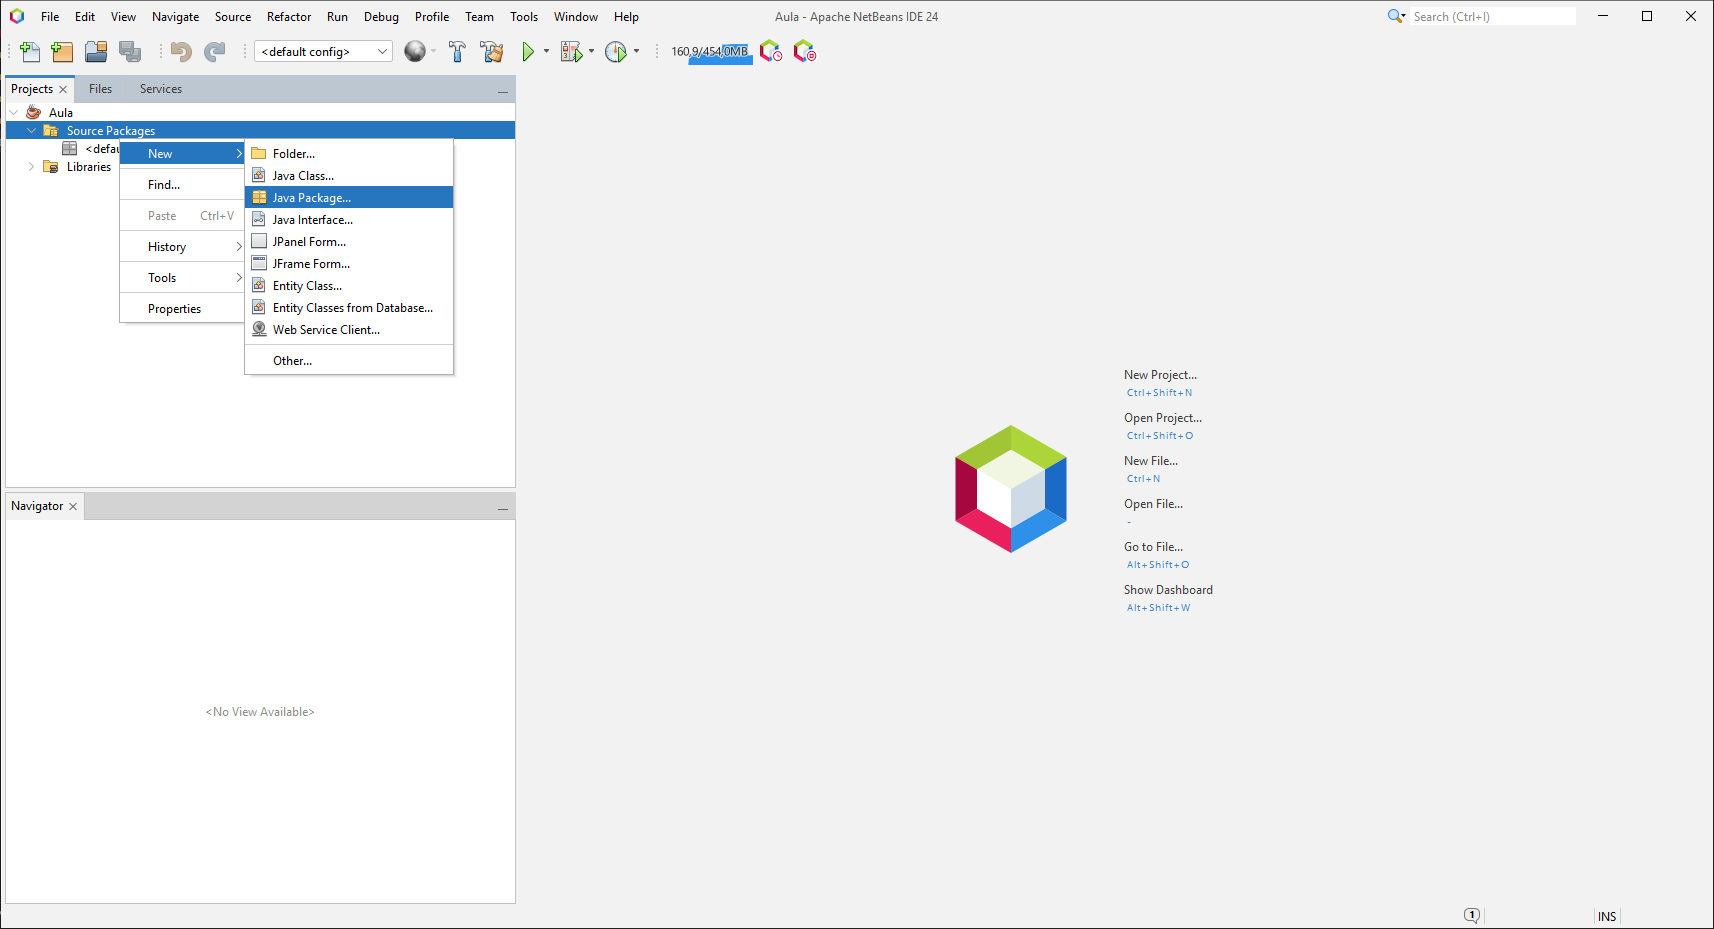 File Edit View Navigate Source Refactor Run Debug Profile Team Tools Window Help
Aula - Apache NetBeans IDE 24
Search (Ctrl+I)
<default config>
160,9/454,0MB
Projects
Files
Services
Aula
Source Packages
<defau
Libraries
New
Find...
Paste Ctrl+V
History
Tools
Properties
Folder...
Java Class...
Java Package...
Java Interface...
JPanel Form...
JFrame Form...
Entity Class...
Entity Classes from Database...
Web Service Client...
Other...
Navigator
<No View Available>
New Project...
Ctrl+Shift+N
Open Project...
Ctrl+Shift+O
New File...
Ctrl+N
Open File...
-
Go to File...
Alt+Shift+O
Show Dashboard
Alt+Shift+W
1
INS